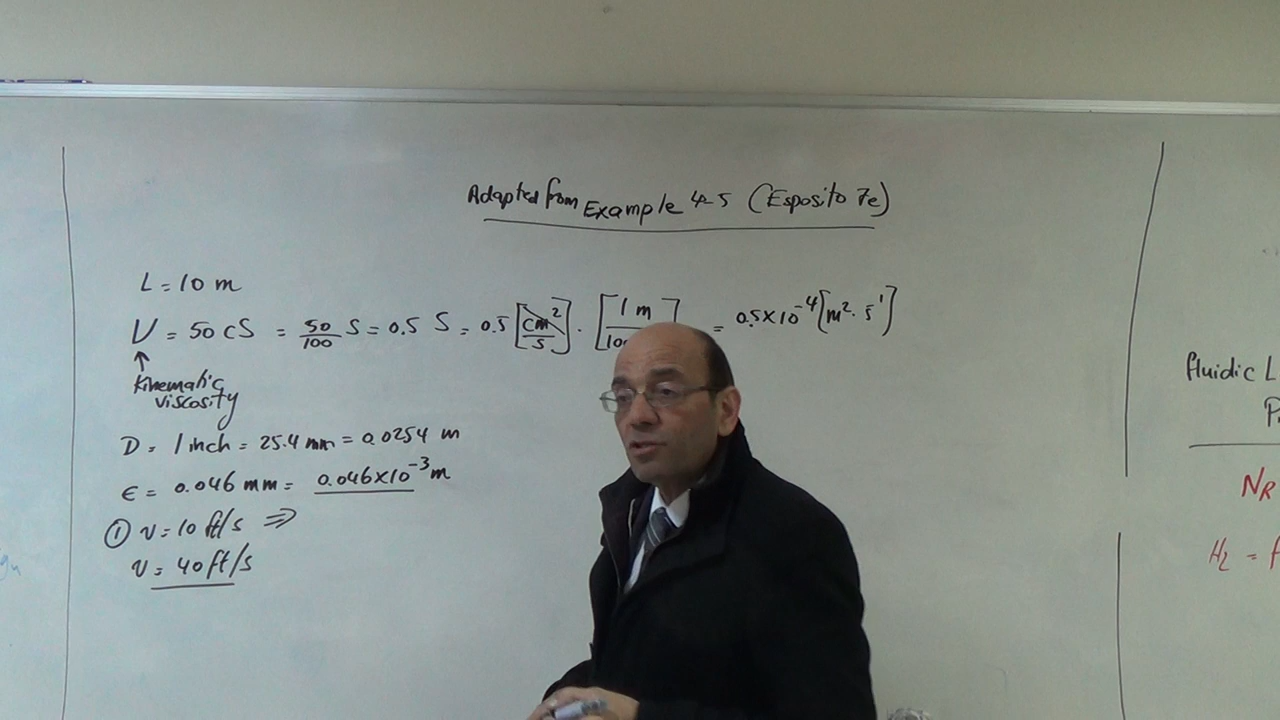 Adapted from Example 4-5 (Esposito 7e)
L = 10 m
ν = 50 cS = 50/100 S = 0.5 S = 0.5 [cm²/s] · [1 m = 0.5×10⁻⁴ [m² · s⁻¹]
↑
Kinematic
viscosity
D = 1 inch = 25.4 mm = 0.0254 m
ε = 0.046 mm = 0.046×10⁻³ m
① v = 10 ft/s ⇒
v = 40 ft/s
fluidic L
N_R
H_L = f